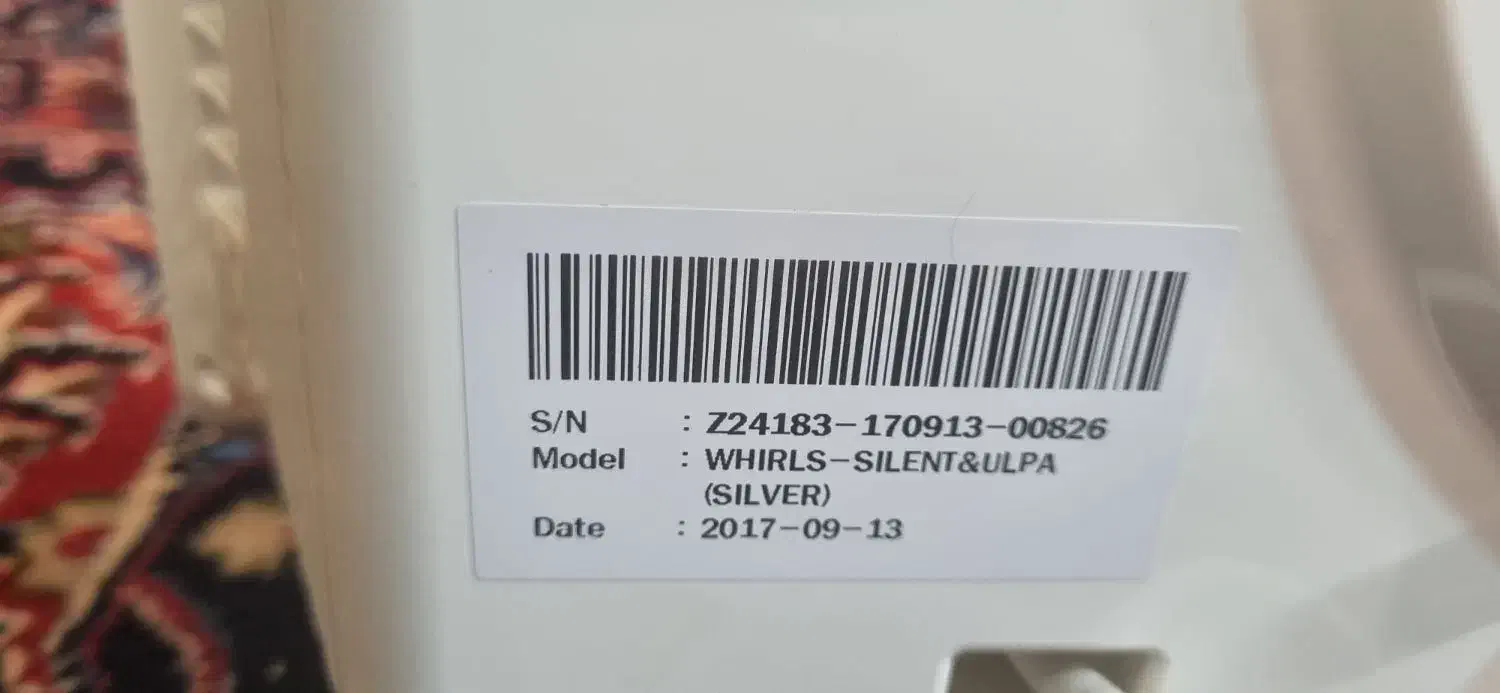 S/N : Z24183-170913-00826
Model : WHIRLS-SILENT&ULPA
(SILVER)
Date : 2017-09-13